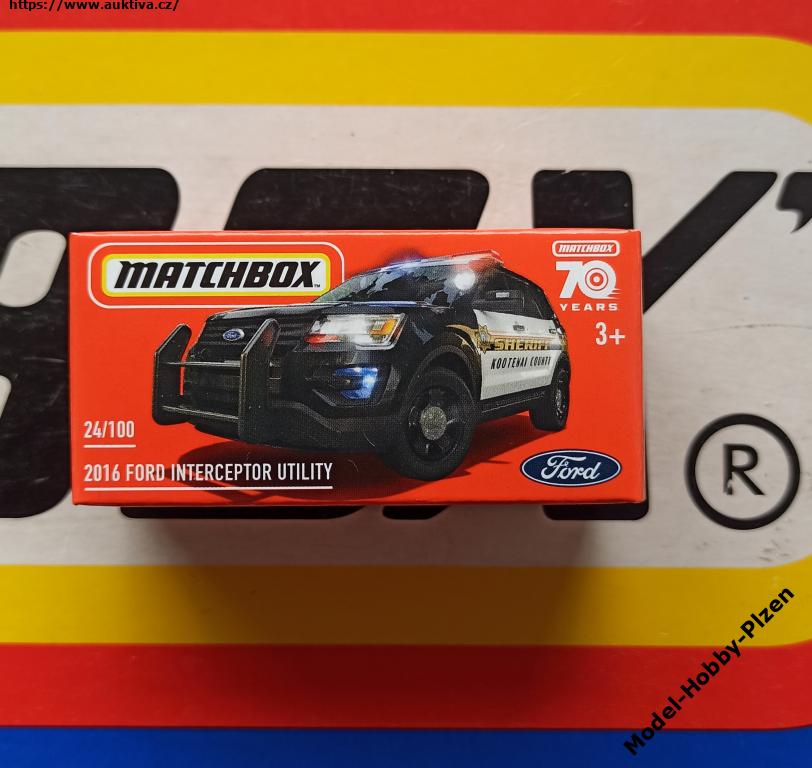 https://www.auktiva.cz/
MATCHBOX
MATCHBOX
70
YEARS
3+
SHERIFF
KOOTENAI COUNTY
Ford
24/100
2016 FORD INTERCEPTOR UTILITY
Ford
®
Model-Hobby-Plzen